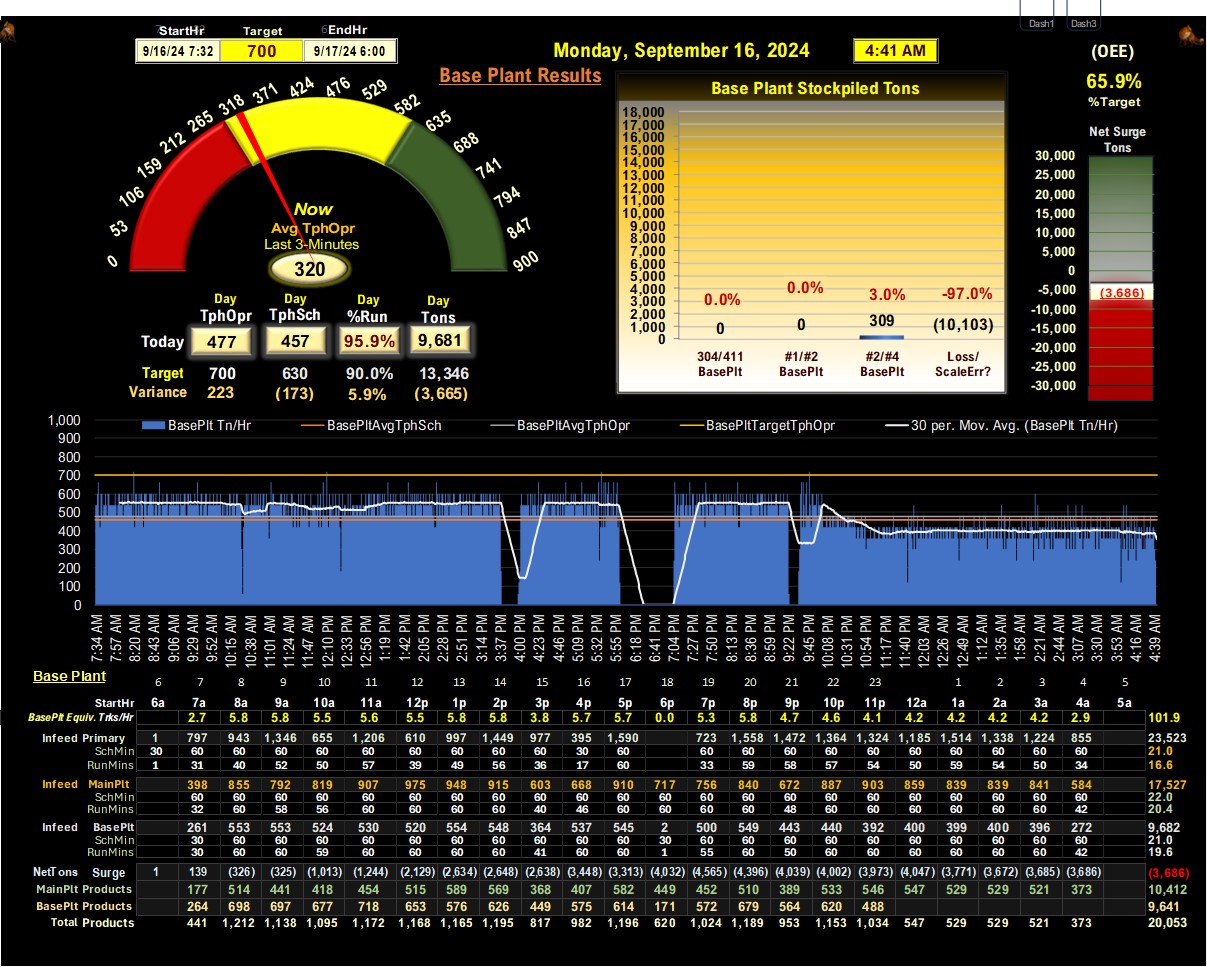 Dash1 Dash3
StartHr Target EndHr
9/16/24 7:32 700 9/17/24 6:00
Monday, September 16, 2024 4:41 AM
(OEE)
65.9%
%Target
Base Plant Results
0 53 106 159 212 265 318 371 424 476 529 582 635 688 741 794 847 900
Now
Avg TphOpr
Last 3-Minutes
320
Day Day Day Day
TphOpr TphSch %Run Tons
Today 477 457 95.9% 9,681
Target 700 630 90.0% 13,346
Variance 223 (173) 5.9% (3,665)
Base Plant Stockpiled Tons
18,000
17,000
16,000
15,000
14,000
13,000
12,000
11,000
10,000
9,000
8,000
7,000
6,000
5,000
4,000
3,000
2,000
1,000
0
0.0% 0.0% 3.0% -97.0%
0 0 309 (10,103)
304/411 #1/#2 #2/#4 Loss/
BasePlt BasePlt BasePlt ScaleErr?
Net Surge
Tons
30,000
25,000
20,000
15,000
10,000
5,000
0
-5,000
-10,000
-15,000
-20,000
-25,000
-30,000
(3,686)
BasePlt Tn/Hr BasePltAvgTphSch BasePltAvgTphOpr BasePltTargetTphOpr 30 per. Mov. Avg. (BasePlt Tn/Hr)
1,000
900
800
700
600
500
400
300
200
100
0
7:34 AM 7:57 AM 8:20 AM 8:43 AM 9:06 AM 9:29 AM 9:52 AM 10:15 AM 10:38 AM 11:01 AM 11:24 AM 11:47 AM 12:10 PM 12:33 PM 12:56 PM 1:19 PM 1:42 PM 2:05 PM 2:28 PM 2:51 PM 3:14 PM 3:37 PM 4:00 PM 4:23 PM 4:46 PM 5:09 PM 5:32 PM 5:55 PM 6:18 PM 6:41 PM 7:04 PM 7:27 PM 7:50 PM 8:13 PM 8:36 PM 8:59 PM 9:22 PM 9:45 PM 10:08 PM 10:31 PM 10:54 PM 11:17 PM 11:40 PM 12:03 AM 12:26 AM 12:49 AM 1:12 AM 1:35 AM 1:58 AM 2:21 AM 2:44 AM 3:07 AM 3:30 AM 3:53 AM 4:16 AM 4:39 AM
Base Plant
6 7 8 9 10 11 12 13 14 15 16 17 18 19 20 21 22 23 1 2 3 4 5
StartHr 6a 7a 8a 9a 10a 11a 12p 1p 2p 3p 4p 5p 6p 7p 8p 9p 10p 11p 12a 1a 2a 3a 4a 5a
BasePlt Equiv. Trks/Hr 2.7 5.8 5.8 5.5 5.6 5.5 5.8 5.8 3.8 5.7 5.7 0.0 5.3 5.8 4.7 4.6 4.1 4.2 4.2 4.2 4.2 2.9 101.9
Infeed Primary 1 797 943 1,346 655 1,206 610 997 1,449 977 395 1,590 723 1,558 1,472 1,364 1,324 1,185 1,514 1,338 1,224 855 23,523
SchMin 30 60 60 60 60 60 60 60 60 60 30 60 60 60 60 60 60 60 60 60 60 60 21.0
RunMins 1 31 40 52 50 57 39 49 56 36 17 60 33 59 58 57 54 50 59 54 50 34 16.6
Infeed MainPlt 398 855 792 819 907 975 948 915 603 668 910 717 756 840 672 887 903 859 839 839 841 584 17,527
SchMin 60 60 60 60 60 60 60 60 60 60 60 60 60 60 60 60 60 60 60 60 60 60 22.0
RunMins 32 60 58 56 60 60 60 60 40 46 60 60 60 60 48 60 60 60 60 60 60 42 20.4
Infeed BasePlt 261 553 553 524 530 520 554 548 364 537 545 2 500 549 443 440 392 400 399 400 396 272 9,682
SchMin 30 60 60 60 60 60 60 60 60 60 60 30 60 60 60 60 60 60 60 60 60 60 21.0
RunMins 30 60 60 59 60 60 60 60 41 60 60 1 55 60 50 60 60 60 60 60 60 42 19.6
NetTons Surge 1 139 (326) (325) (1,013) (1,244) (2,129) (2,634) (2,648) (2,638) (3,448) (3,313) (4,032) (4,565) (4,396) (4,039) (4,002) (3,973) (4,047) (3,771) (3,672) (3,685) (3,686) (3,686)
MainPlt Products 177 514 441 418 454 515 589 569 368 407 582 449 452 510 389 533 546 547 529 529 521 373 10,412
BasePlt Products 264 698 697 677 718 653 576 626 449 575 614 171 572 679 564 620 488 9,641
Total Products 441 1,212 1,138 1,095 1,172 1,168 1,165 1,195 817 982 1,196 620 1,024 1,189 953 1,153 1,034 547 529 529 521 373 20,053